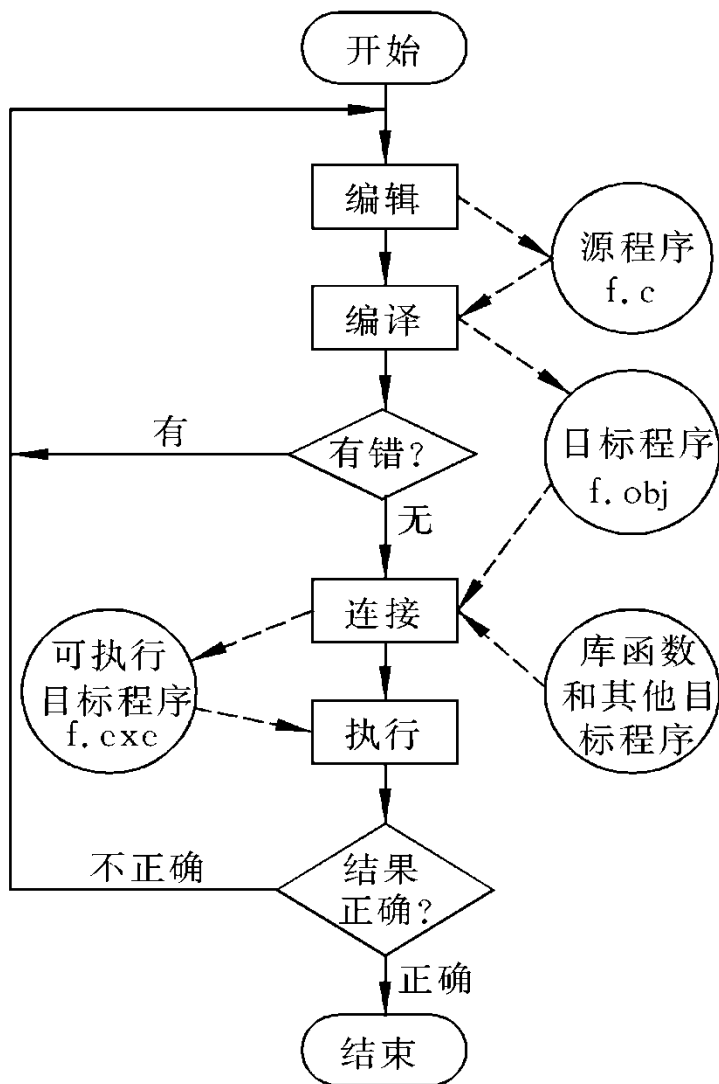 开始
编辑
源程序
f.c
编译
有
有错?
日标程序
f.obj
无
连接
可执行
目标程序
f.cxc
库函数
和其他目
标程序
执行
不正确
结果
正确?
正确
结束